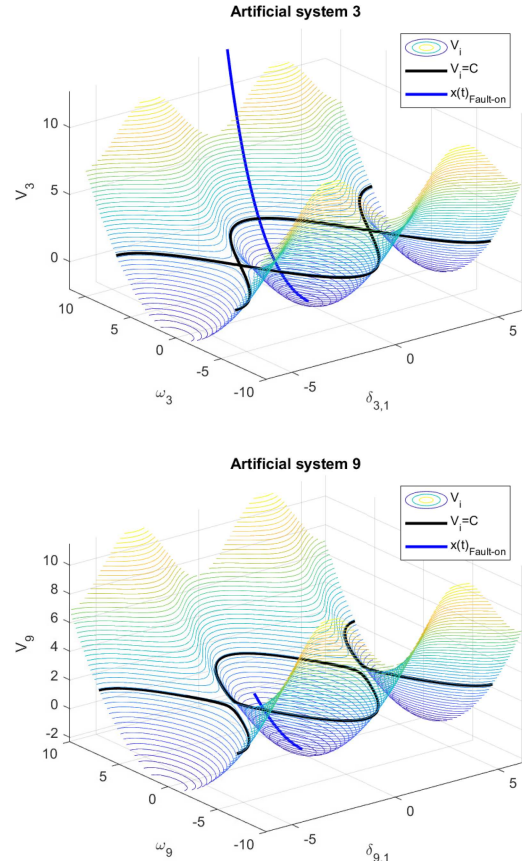 Artificial system 3
V_i
V_i=C
x(t)_Fault-on
V_3
10
5
0
10
5
0
-5
-10
ω_3
-5
0
5
δ_3,1
Artificial system 9
V_i
V_i=C
x(t)_Fault-on
V_9
10
8
6
4
2
0
-2
10
5
0
-5
-10
ω_9
-5
0
5
δ_9,1